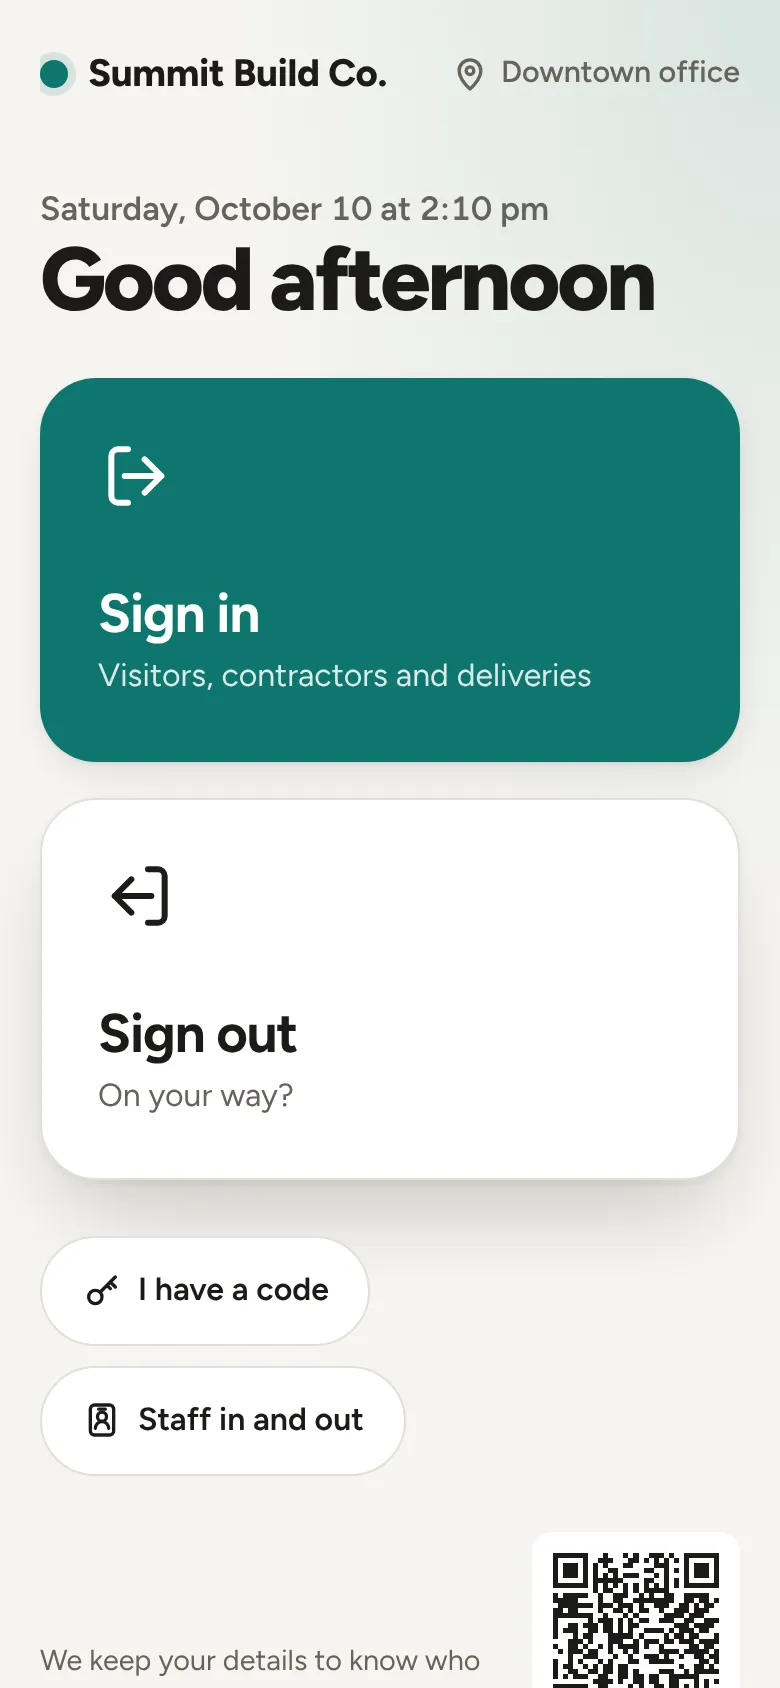 Summit Build Co.
Downtown office
Saturday, October 10 at 2:10 pm
Good afternoon
Sign in
Visitors, contractors and deliveries
Sign out
On your way?
I have a code
Staff in and out
We keep your details to know who